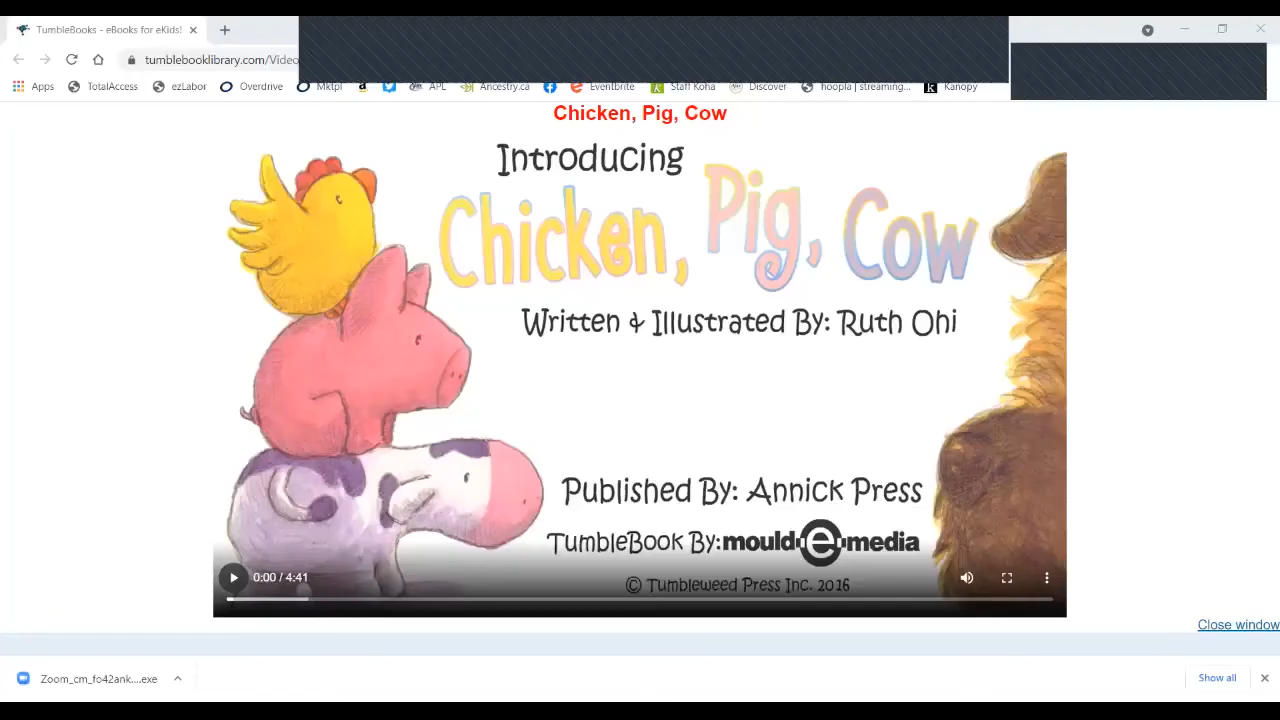 TumbleBooks - eBooks for eKids!
tumblebooklibrary.com/Video
Apps TotalAccess ezLabor Overdrive Mktpl APL Ancestry.ca Eventbrite Staff Koha Discover hoopla | streaming... Kanopy
Chicken, Pig, Cow
Introducing
Chicken, Pig, Cow
Written & Illustrated By: Ruth Ohi
Published By: Annick Press
TumbleBook By: mould-e-media
0:00 / 4:41
© Tumbleweed Press Inc. 2016
Close window
Zoom_cm_fo42ank....exe
Show all